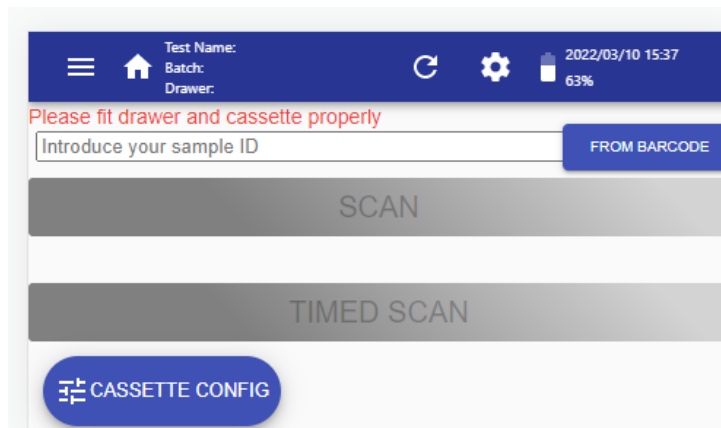 Test Name:
Batch:
Drawer:
2022/03/10 15:37
63%
Please fit drawer and cassette properly
Introduce your sample ID
FROM BARCODE
SCAN
TIMED SCAN
CASSETTE CONFIG